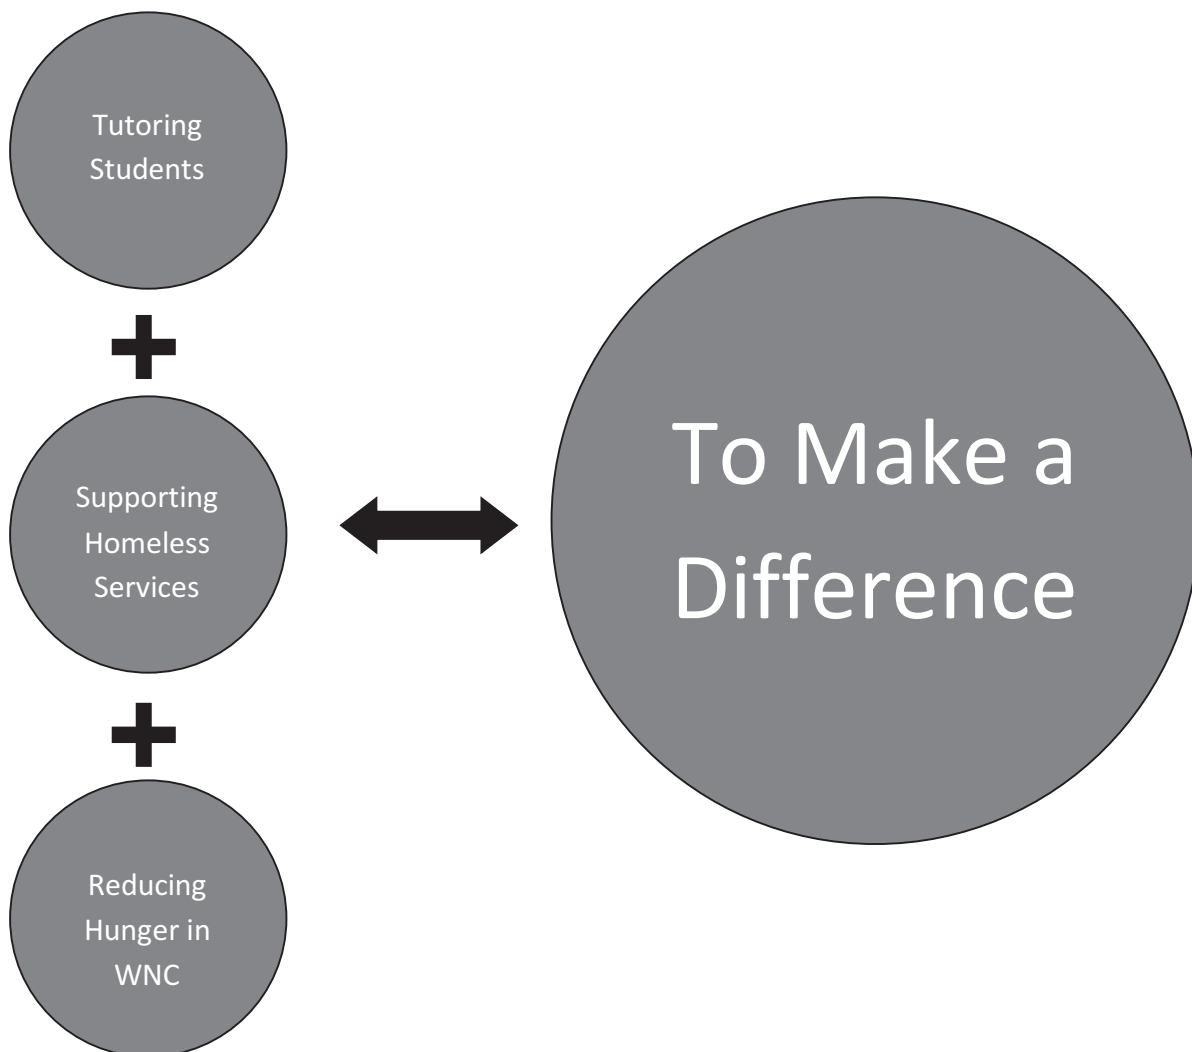 Tutoring
Students
Supporting
Homeless
Services
Reducing
Hunger in
WNC
To Make a
Difference